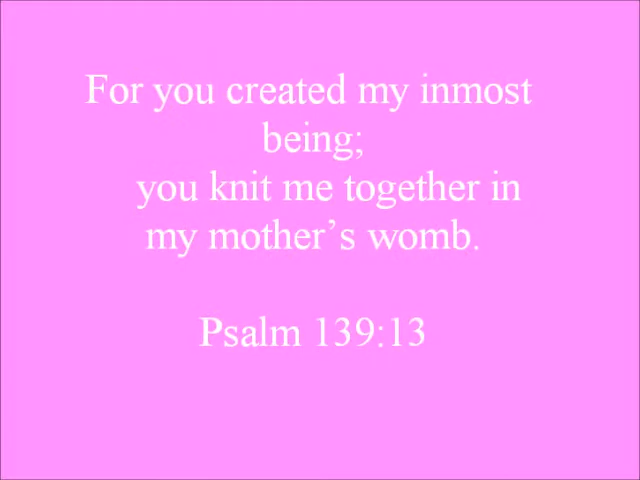 For you created my inmost
being;
you knit me together in
my mother’s womb.
Psalm 139:13